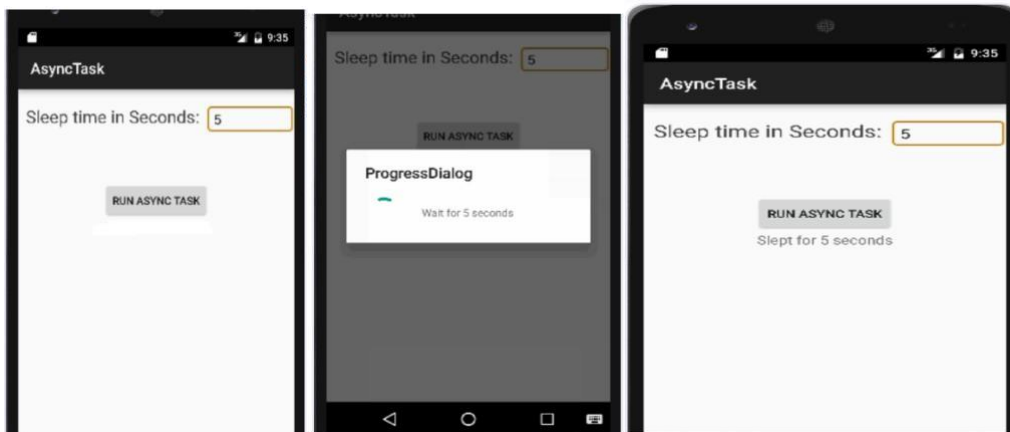 9:35
AsyncTask
Sleep time in Seconds: 5
RUN ASYNC TASK
AsyncTask
Sleep time in Seconds: 5
RUN ASYNC TASK
ProgressDialog
Wait for 5 seconds
9:35
AsyncTask
Sleep time in Seconds: 5
RUN ASYNC TASK
Slept for 5 seconds